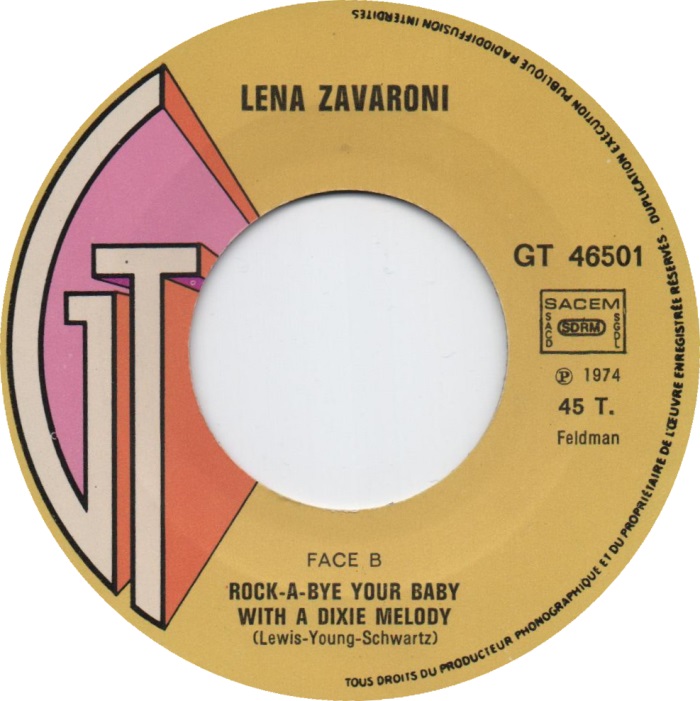 LENA ZAVARONI
GT
GT 46501
SACEM
SACD
SDRM
SGDL
℗ 1974
45 T.
Feldman
FACE B
ROCK-A-BYE YOUR BABY
WITH A DIXIE MELODY
(Lewis-Young-Schwartz)
TOUS DROITS DU PRODUCTEUR PHONOGRAPHIQUE ET DU PROPRIÉTAIRE DE L'ŒUVRE ENREGISTRÉE RÉSERVÉS - DUPLICATION EXÉCUTION PUBLIQUE RADIODIFFUSION INTERDITES